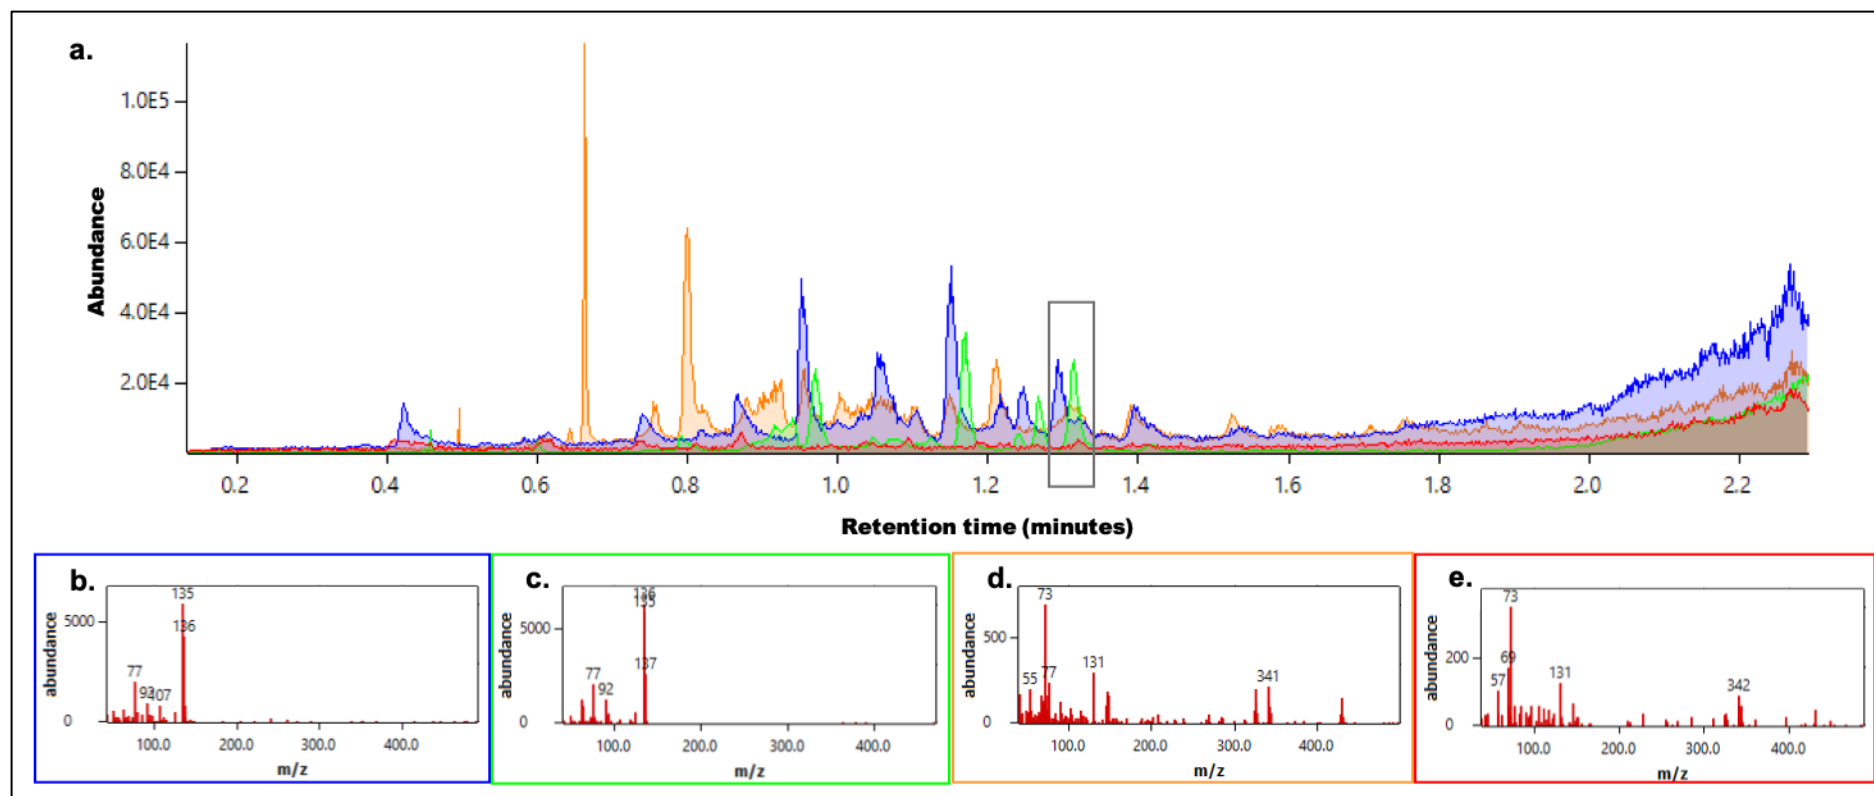 a.
Abundance
1.0E5
8.0E4
6.0E4
4.0E4
2.0E4
0.2 0.4 0.6 0.8 1.0 1.2 1.4 1.6 1.8 2.0 2.2
Retention time (minutes)
b.
abundance
5000
0
135
136
77
93
107
100.0 200.0 300.0 400.0
m/z
c.
abundance
5000
0
136
135
137
77
92
100.0 200.0 300.0 400.0
m/z
d.
abundance
500
0
73
55
77
131
341
100.0 200.0 300.0 400.0
m/z
e.
abundance
200
0
73
69
57
131
342
100.0 200.0 300.0 400.0
m/z